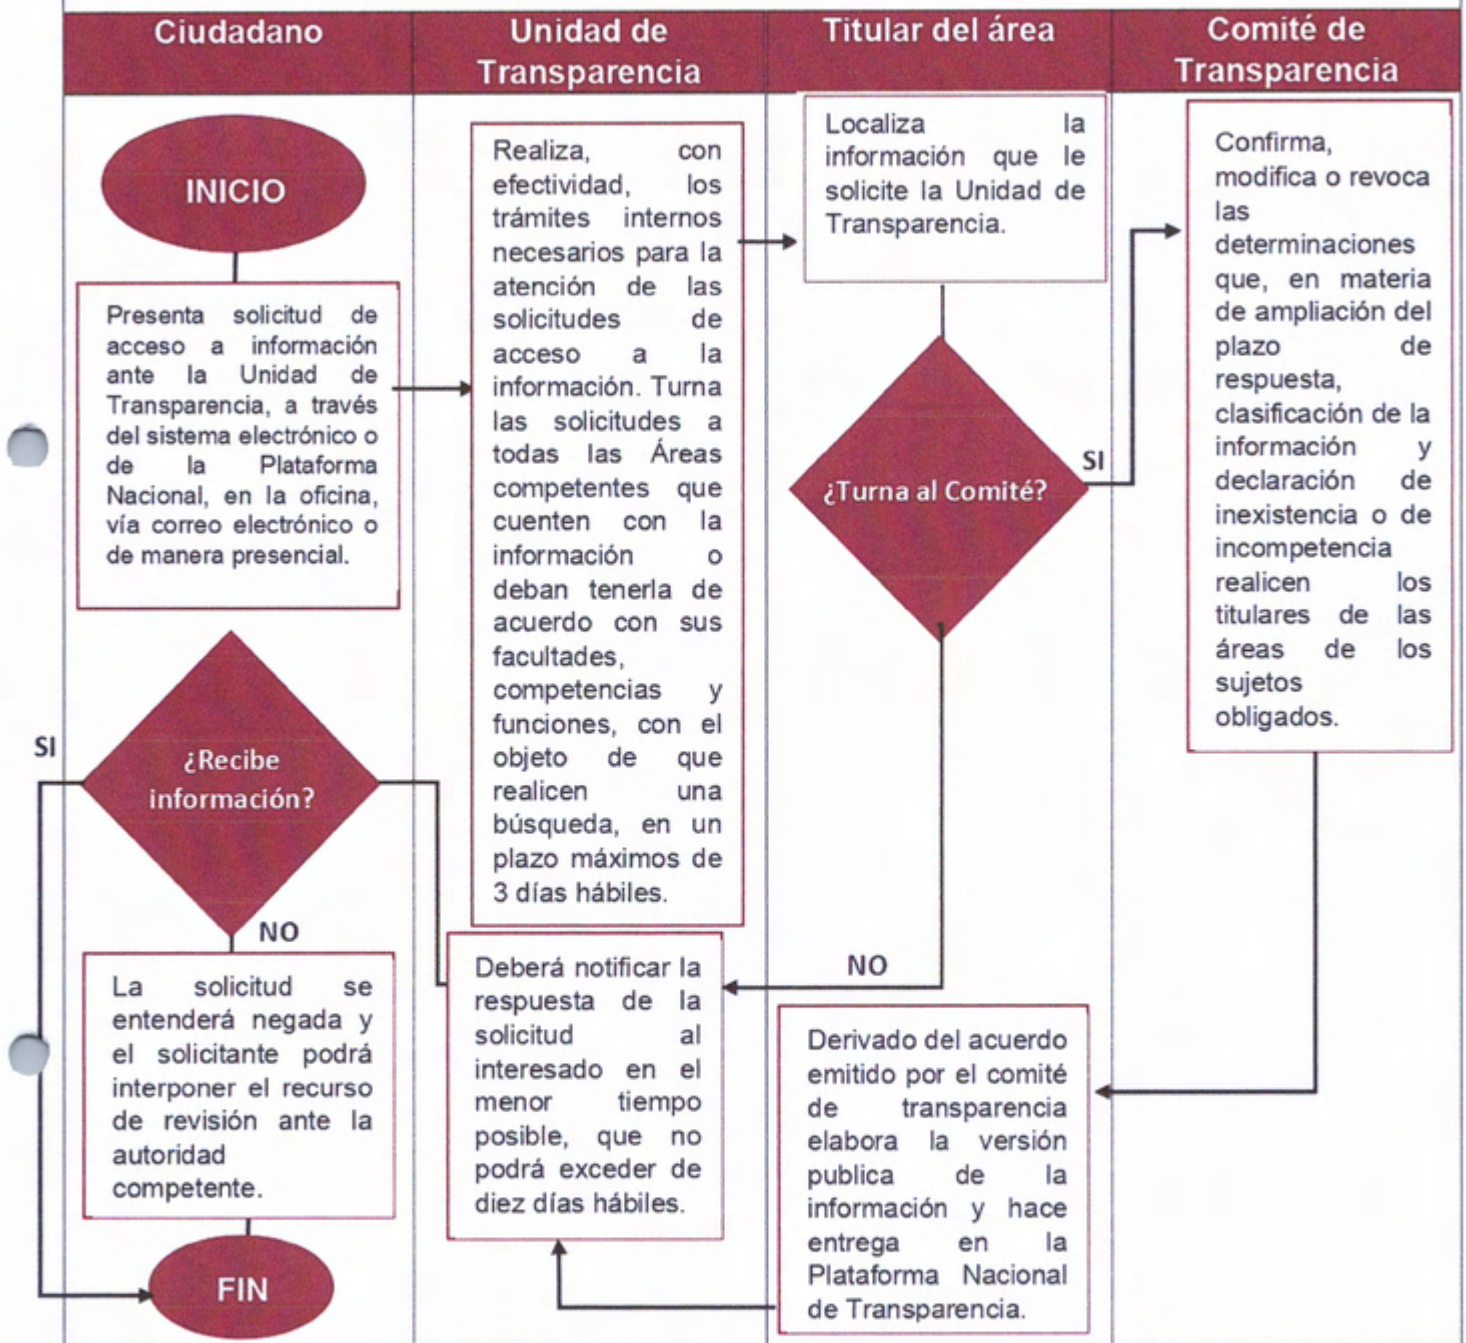 Ciudadano
Unidad de
Transparencia
Titular del área
Comité de
Transparencia
INICIO
Presenta solicitud de
acceso a información
ante la Unidad de
Transparencia, a través
del sistema electrónico o
de la Plataforma
Nacional, en la oficina,
vía correo electrónico o
de manera presencial.
Realiza, con
efectividad, los
trámites internos
necesarios para la
atención de las
solicitudes de
acceso a la
información. Turna
las solicitudes a
todas las Áreas
competentes que
cuenten con la
información o
deban tenerla de
acuerdo con sus
facultades,
competencias y
funciones, con el
objeto de que
realicen una
búsqueda, en un
plazo máximos de
3 días hábiles.
Localiza la
información que le
solicite la Unidad de
Transparencia.
¿Turna al Comité?
SI
NO
Confirma,
modifica o revoca
las
determinaciones
que, en materia
de ampliación del
plazo de
respuesta,
clasificación de la
información y
declaración de
inexistencia o de
incompetencia
realicen los
titulares de las
áreas de los
sujetos
obligados.
Derivado del acuerdo
emitido por el comité
de transparencia
elabora la versión
publica de la
información y hace
entrega en la
Plataforma Nacional
de Transparencia.
Deberá notificar la
respuesta de la
solicitud al
interesado en el
menor tiempo
posible, que no
podrá exceder de
diez días hábiles.
¿Recibe
información?
SI
NO
La solicitud se
entenderá negada y
el solicitante podrá
interponer el recurso
de revisión ante la
autoridad
competente.
FIN